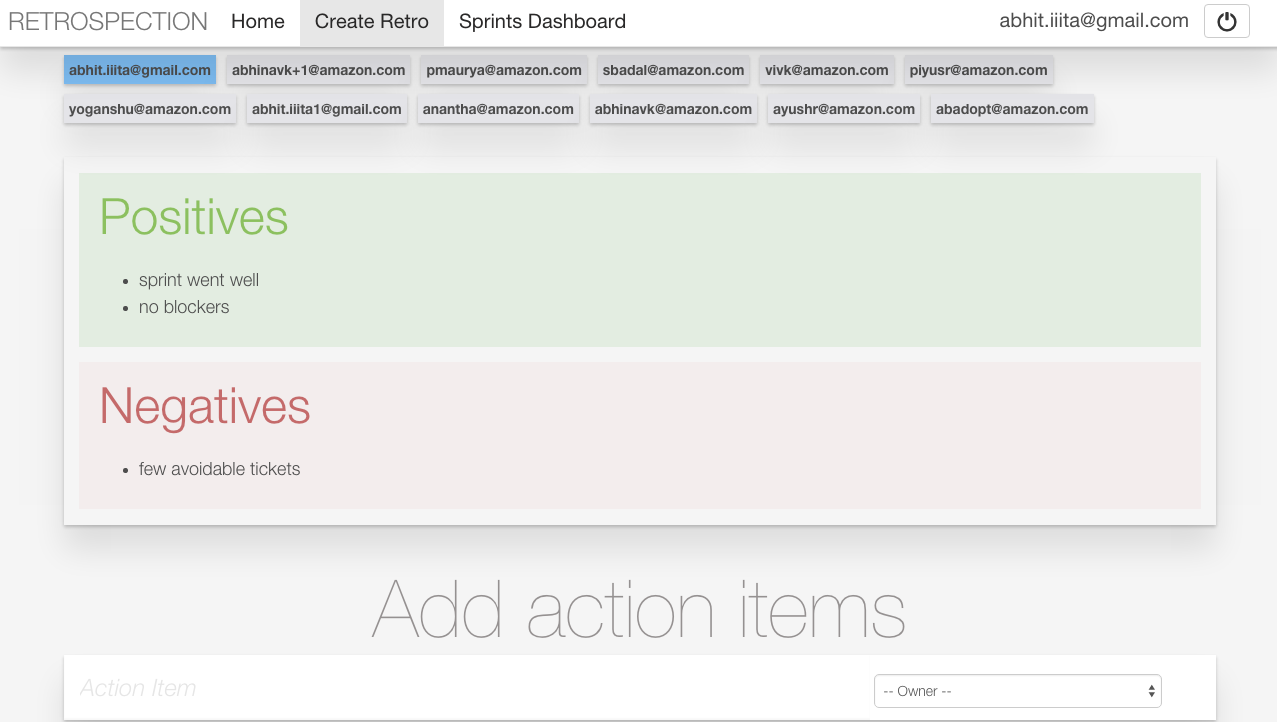 RETROSPECTION Home Create Retro Sprints Dashboard abhit.iiita@gmail.com
abhit.iiita@gmail.com abhinavk+1@amazon.com pmaurya@amazon.com sbadal@amazon.com vivk@amazon.com piyusr@amazon.com
yoganshu@amazon.com abhit.iiita1@gmail.com anantha@amazon.com abhinavk@amazon.com ayushr@amazon.com abadopt@amazon.com
Positives
• sprint went well
• no blockers
Negatives
• few avoidable tickets
Add action items
Action Item -- Owner --